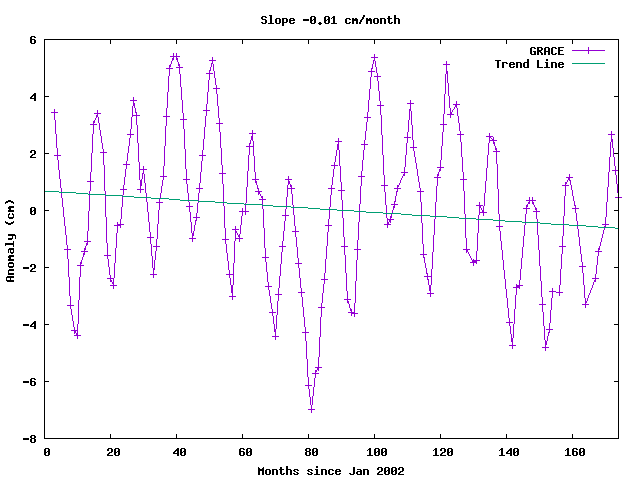 Slope -0.01 cm/month
GRACE
Trend Line
6
4
2
0
-2
-4
-6
-8
Anomaly (cm)
0 20 40 60 80 100 120 140 160
Months since Jan 2002